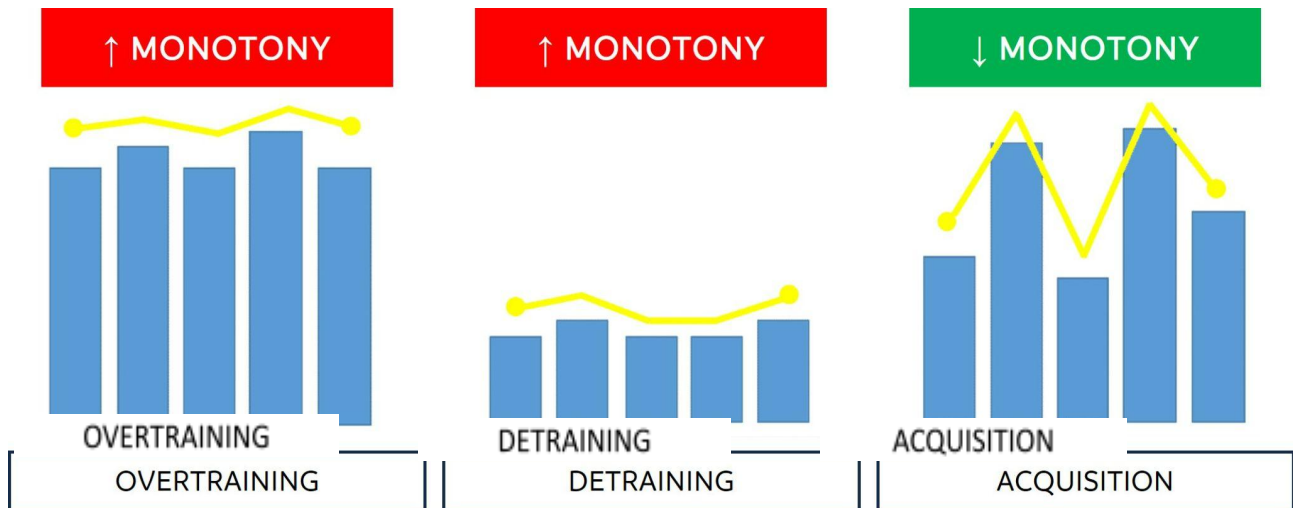 ↑ MONOTONY
↑ MONOTONY
↓ MONOTONY
OVERTRAINING
DETRAINING
ACQUISITION
OVERTRAINING
DETRAINING
ACQUISITION